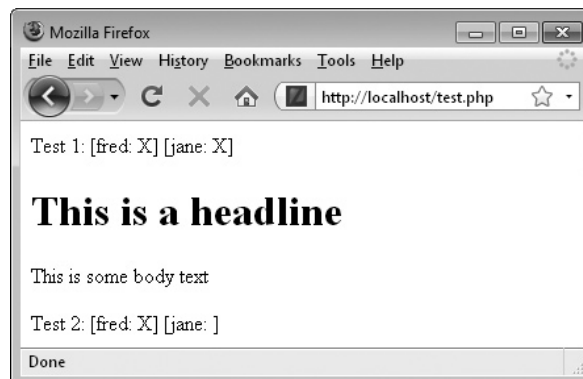 Mozilla Firefox
File Edit View History Bookmarks Tools Help
http://localhost/test.php
Test 1: [fred: X] [jane: X]
This is a headline
This is some body text
Test 2: [fred: X] [jane: ]
Done